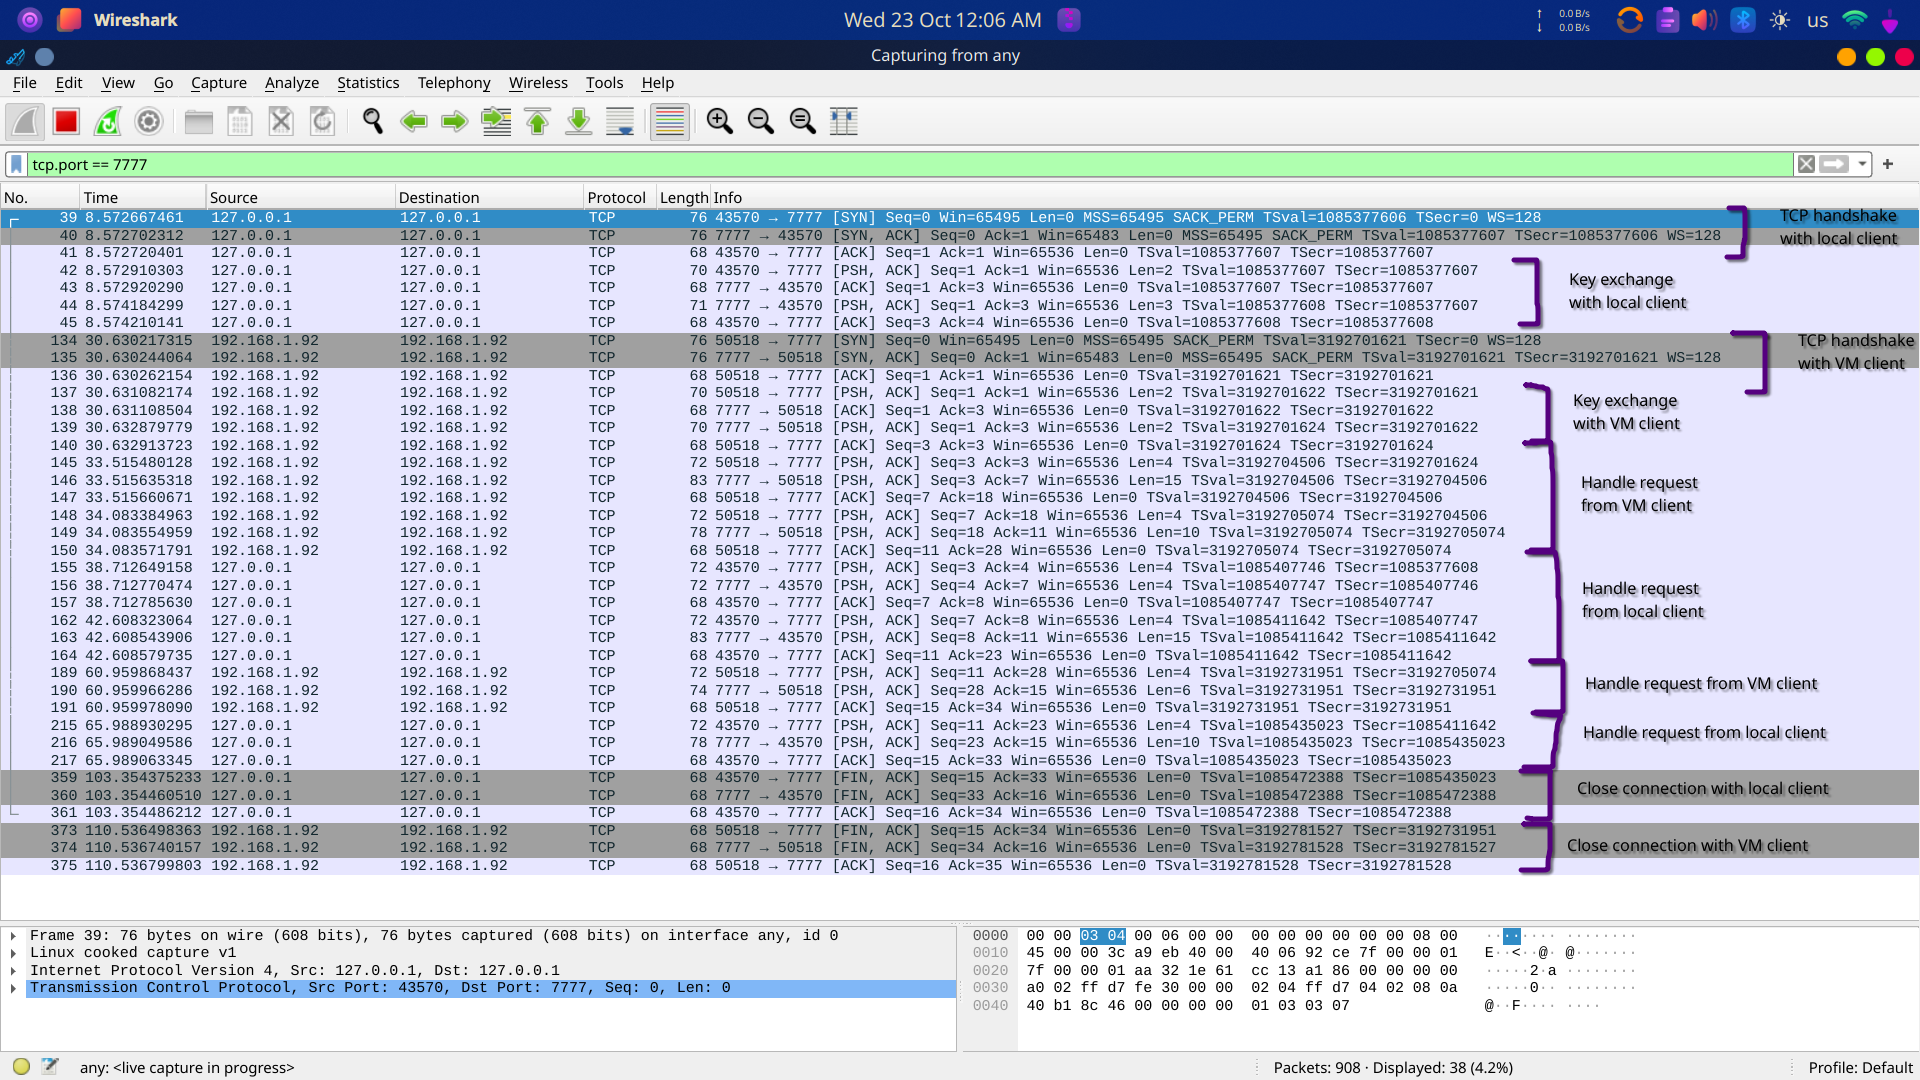 Wireshark
Wed 23 Oct 12:06 AM
0.0 B/s
0.0 B/s
us
Capturing from any
File Edit View Go Capture Analyze Statistics Telephony Wireless Tools Help
tcp.port == 7777
No. Time Source Destination Protocol Length Info
39 8.572667461 127.0.0.1 127.0.0.1 TCP 76 43570 → 7777 [SYN] Seq=0 Win=65495 Len=0 MSS=65495 SACK_PERM TSval=1085377606 TSecr=0 WS=128
40 8.572702312 127.0.0.1 127.0.0.1 TCP 76 7777 → 43570 [SYN, ACK] Seq=0 Ack=1 Win=65483 Len=0 MSS=65495 SACK_PERM TSval=1085377607 TSecr=1085377606 WS=128
TCP handshake
with local client
41 8.572720401 127.0.0.1 127.0.0.1 TCP 68 43570 → 7777 [ACK] Seq=1 Ack=1 Win=65536 Len=0 TSval=1085377607 TSecr=1085377607
42 8.572910303 127.0.0.1 127.0.0.1 TCP 70 43570 → 7777 [PSH, ACK] Seq=1 Ack=1 Win=65536 Len=2 TSval=1085377607 TSecr=1085377607
43 8.572920290 127.0.0.1 127.0.0.1 TCP 68 7777 → 43570 [ACK] Seq=1 Ack=3 Win=65536 Len=0 TSval=1085377607 TSecr=1085377607
44 8.574184299 127.0.0.1 127.0.0.1 TCP 71 7777 → 43570 [PSH, ACK] Seq=1 Ack=3 Win=65536 Len=3 TSval=1085377608 TSecr=1085377607
45 8.574210141 127.0.0.1 127.0.0.1 TCP 68 43570 → 7777 [ACK] Seq=3 Ack=4 Win=65536 Len=0 TSval=1085377608 TSecr=1085377608
Key exchange
with local client
134 30.630217315 192.168.1.92 192.168.1.92 TCP 76 50518 → 7777 [SYN] Seq=0 Win=65495 Len=0 MSS=65495 SACK_PERM TSval=3192701621 TSecr=0 WS=128
135 30.630244064 192.168.1.92 192.168.1.92 TCP 76 7777 → 50518 [SYN, ACK] Seq=0 Ack=1 Win=65483 Len=0 MSS=65495 SACK_PERM TSval=3192701621 TSecr=3192701621 WS=128
136 30.630262154 192.168.1.92 192.168.1.92 TCP 68 50518 → 7777 [ACK] Seq=1 Ack=1 Win=65536 Len=0 TSval=3192701621 TSecr=3192701621
TCP handshake
with VM client
137 30.631082174 192.168.1.92 192.168.1.92 TCP 70 50518 → 7777 [PSH, ACK] Seq=1 Ack=1 Win=65536 Len=2 TSval=3192701622 TSecr=3192701621
138 30.631108504 192.168.1.92 192.168.1.92 TCP 68 7777 → 50518 [ACK] Seq=1 Ack=3 Win=65536 Len=0 TSval=3192701622 TSecr=3192701622
139 30.632879779 192.168.1.92 192.168.1.92 TCP 70 7777 → 50518 [PSH, ACK] Seq=1 Ack=3 Win=65536 Len=2 TSval=3192701624 TSecr=3192701622
140 30.632913723 192.168.1.92 192.168.1.92 TCP 68 50518 → 7777 [ACK] Seq=3 Ack=3 Win=65536 Len=0 TSval=3192701624 TSecr=3192701624
Key exchange
with VM client
145 33.515480128 192.168.1.92 192.168.1.92 TCP 72 50518 → 7777 [PSH, ACK] Seq=3 Ack=3 Win=65536 Len=4 TSval=3192704506 TSecr=3192701624
146 33.515635318 192.168.1.92 192.168.1.92 TCP 83 7777 → 50518 [PSH, ACK] Seq=3 Ack=7 Win=65536 Len=15 TSval=3192704506 TSecr=3192704506
147 33.515660671 192.168.1.92 192.168.1.92 TCP 68 50518 → 7777 [ACK] Seq=7 Ack=18 Win=65536 Len=0 TSval=3192704506 TSecr=3192704506
148 34.083384963 192.168.1.92 192.168.1.92 TCP 72 50518 → 7777 [PSH, ACK] Seq=7 Ack=18 Win=65536 Len=4 TSval=3192705074 TSecr=3192704506
149 34.083554959 192.168.1.92 192.168.1.92 TCP 78 7777 → 50518 [PSH, ACK] Seq=18 Ack=11 Win=65536 Len=10 TSval=3192705074 TSecr=3192705074
150 34.083571791 192.168.1.92 192.168.1.92 TCP 68 50518 → 7777 [ACK] Seq=11 Ack=28 Win=65536 Len=0 TSval=3192705074 TSecr=3192705074
Handle request
from VM client
155 38.712649158 127.0.0.1 127.0.0.1 TCP 72 43570 → 7777 [PSH, ACK] Seq=3 Ack=4 Win=65536 Len=4 TSval=1085407746 TSecr=1085377608
156 38.712770474 127.0.0.1 127.0.0.1 TCP 72 7777 → 43570 [PSH, ACK] Seq=4 Ack=7 Win=65536 Len=4 TSval=1085407747 TSecr=1085407746
157 38.712785630 127.0.0.1 127.0.0.1 TCP 68 43570 → 7777 [ACK] Seq=7 Ack=8 Win=65536 Len=0 TSval=1085407747 TSecr=1085407747
162 42.608323064 127.0.0.1 127.0.0.1 TCP 72 43570 → 7777 [PSH, ACK] Seq=7 Ack=8 Win=65536 Len=4 TSval=1085411642 TSecr=1085407747
163 42.608543906 127.0.0.1 127.0.0.1 TCP 83 7777 → 43570 [PSH, ACK] Seq=8 Ack=11 Win=65536 Len=15 TSval=1085411642 TSecr=1085411642
164 42.608579735 127.0.0.1 127.0.0.1 TCP 68 43570 → 7777 [ACK] Seq=11 Ack=23 Win=65536 Len=0 TSval=1085411642 TSecr=1085411642
Handle request
from local client
189 60.959868437 192.168.1.92 192.168.1.92 TCP 72 50518 → 7777 [PSH, ACK] Seq=11 Ack=28 Win=65536 Len=4 TSval=3192731951 TSecr=3192705074
190 60.959966286 192.168.1.92 192.168.1.92 TCP 74 7777 → 50518 [PSH, ACK] Seq=28 Ack=15 Win=65536 Len=6 TSval=3192731951 TSecr=3192731951
191 60.959978090 192.168.1.92 192.168.1.92 TCP 68 50518 → 7777 [ACK] Seq=15 Ack=34 Win=65536 Len=0 TSval=3192731951 TSecr=3192731951
Handle request from VM client
215 65.988930295 127.0.0.1 127.0.0.1 TCP 72 43570 → 7777 [PSH, ACK] Seq=11 Ack=23 Win=65536 Len=4 TSval=1085435023 TSecr=1085411642
216 65.989049586 127.0.0.1 127.0.0.1 TCP 78 7777 → 43570 [PSH, ACK] Seq=23 Ack=15 Win=65536 Len=10 TSval=1085435023 TSecr=1085435023
217 65.989063345 127.0.0.1 127.0.0.1 TCP 68 43570 → 7777 [ACK] Seq=15 Ack=33 Win=65536 Len=0 TSval=1085435023 TSecr=1085435023
Handle request from local client
359 103.354375233 127.0.0.1 127.0.0.1 TCP 68 43570 → 7777 [FIN, ACK] Seq=15 Ack=33 Win=65536 Len=0 TSval=1085472388 TSecr=1085435023
360 103.354460510 127.0.0.1 127.0.0.1 TCP 68 7777 → 43570 [FIN, ACK] Seq=33 Ack=16 Win=65536 Len=0 TSval=1085472388 TSecr=1085472388
361 103.354486212 127.0.0.1 127.0.0.1 TCP 68 43570 → 7777 [ACK] Seq=16 Ack=34 Win=65536 Len=0 TSval=1085472388 TSecr=1085472388
Close connection with local client
373 110.536498363 192.168.1.92 192.168.1.92 TCP 68 50518 → 7777 [FIN, ACK] Seq=15 Ack=34 Win=65536 Len=0 TSval=3192781527 TSecr=3192731951
374 110.536740157 192.168.1.92 192.168.1.92 TCP 68 7777 → 50518 [FIN, ACK] Seq=34 Ack=16 Win=65536 Len=0 TSval=3192781528 TSecr=3192781527
375 110.536799803 192.168.1.92 192.168.1.92 TCP 68 50518 → 7777 [ACK] Seq=16 Ack=35 Win=65536 Len=0 TSval=3192781528 TSecr=3192781528
Close connection with VM client
Frame 39: 76 bytes on wire (608 bits), 76 bytes captured (608 bits) on interface any, id 0
Linux cooked capture v1
Internet Protocol Version 4, Src: 127.0.0.1, Dst: 127.0.0.1
Transmission Control Protocol, Src Port: 43570, Dst Port: 7777, Seq: 0, Len: 0
0000 00 00 03 04 00 06 00 00 00 00 00 00 00 00 08 00 ········ ········
0010 45 00 00 3c a9 eb 40 00 40 06 92 ce 7f 00 00 01 E··<··@· @·······
0020 7f 00 00 01 aa 32 1e 61 cc 13 a1 86 00 00 00 00 ·····2·a ········
0030 a0 02 ff d7 fe 30 00 00 02 04 ff d7 04 02 08 0a ·····0·· ········
0040 40 b1 8c 46 00 00 00 00 01 03 03 07 @··F···· ····
any: <live capture in progress>
Packets: 908 · Displayed: 38 (4.2%)
Profile: Default